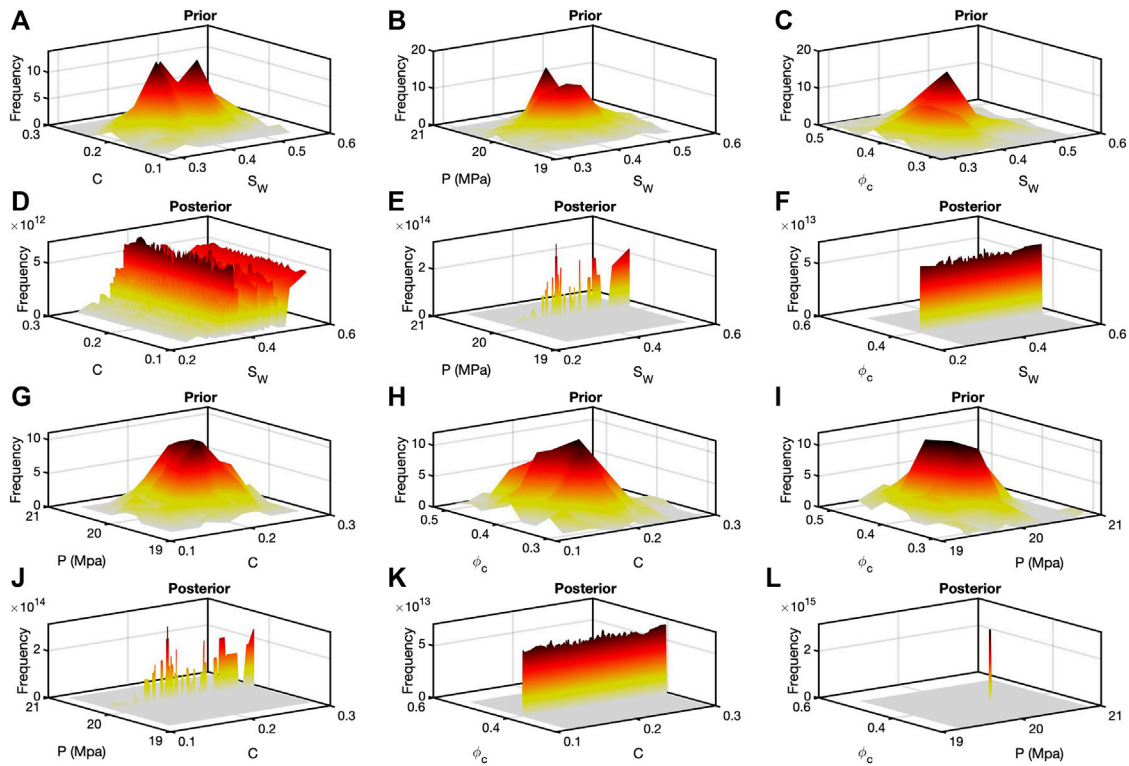 A
Prior
Frequency
10
5
0
0.3
0.2
0.1
C
0.3
0.4
0.5
0.6
S_W
B
Prior
Frequency
20
10
0
21
20
19
P (MPa)
0.3
0.4
0.5
0.6
S_W
C
Prior
Frequency
20
10
0
0.5
0.4
0.3
ϕ_c
0.3
0.4
0.5
0.6
S_W
D
Posterior
×10^12
Frequency
5
0
0.3
0.2
0.1
C
0.2
0.4
0.6
S_W
E
Posterior
×10^14
Frequency
2
0
21
20
19
P (MPa)
0.2
0.4
0.6
S_W
F
Posterior
×10^13
Frequency
5
0
0.6
0.4
ϕ_c
0.2
0.4
0.6
S_W
G
Prior
Frequency
10
5
0
21
20
19
P (Mpa)
0.1
0.2
0.3
C
H
Prior
Frequency
10
5
0
0.5
0.4
0.3
ϕ_c
0.1
0.2
0.3
C
I
Prior
Frequency
10
5
0
0.5
0.4
0.3
ϕ_c
19
20
21
P (Mpa)
J
Posterior
×10^14
Frequency
2
0
21
20
19
P (Mpa)
0.1
0.2
0.3
C
K
Posterior
×10^13
Frequency
5
0
0.6
0.4
ϕ_c
0.1
0.2
0.3
C
L
Posterior
×10^15
Frequency
2
0
0.6
0.4
ϕ_c
19
20
21
P (Mpa)